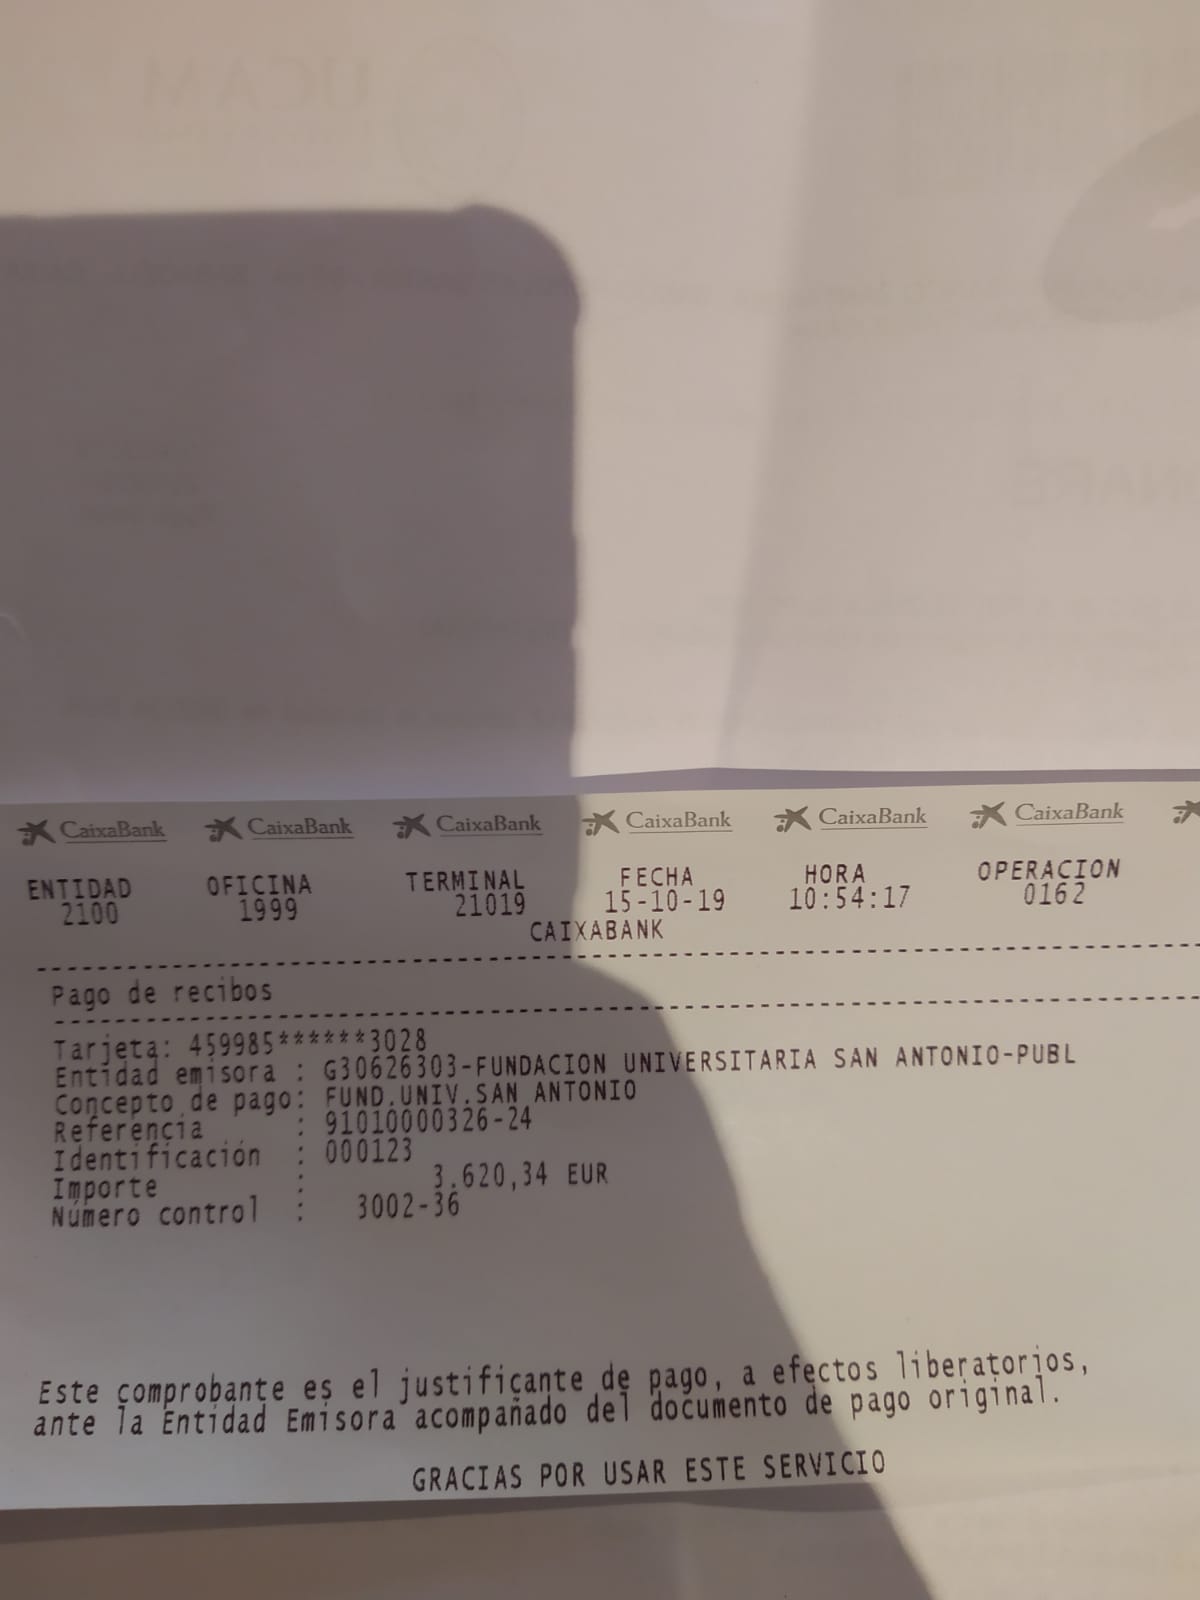 UCAM
CaixaBank CaixaBank CaixaBank CaixaBank CaixaBank CaixaBank
ENTIDAD OFICINA TERMINAL FECHA HORA OPERACION
2100 1999 21019 15-10-19 10:54:17 0162
CAIXABANK
Pago de recibos
Tarjeta: 459985******3028
Entidad emisora : G30626303-FUNDACION UNIVERSITARIA SAN ANTONIO-PUBL
Concepto de pago: FUND.UNIV.SAN ANTONIO
Referencia : 91010000326-24
Identificación : 000123
Importe : 3.620,34 EUR
Número control : 3002-36
Este comprobante es el justificante de pago, a efectos liberatorios,
ante la Entidad Emisora acompañado del documento de pago original.
GRACIAS POR USAR ESTE SERVICIO